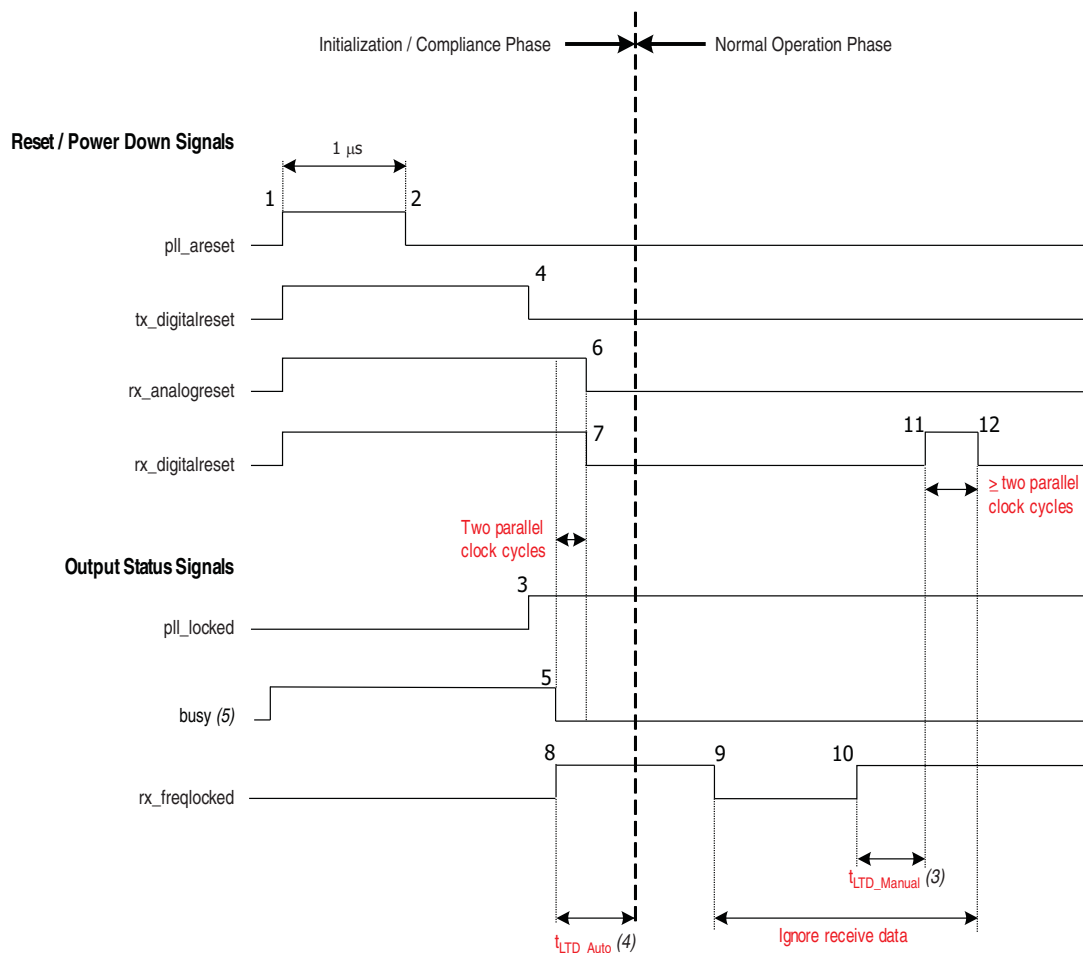 Initialization / Compliance Phase
Normal Operation Phase
Reset / Power Down Signals
1 μs
1
2
pll_areset
4
tx_digitalreset
6
rx_analogreset
7
11
12
rx_digitalreset
≥ two parallel
clock cycles
Two parallel
clock cycles
Output Status Signals
3
pll_locked
5
busy (5)
8
9
10
rx_freqlocked
tLTD_Manual (3)
tLTD_Auto (4)
Ignore receive data